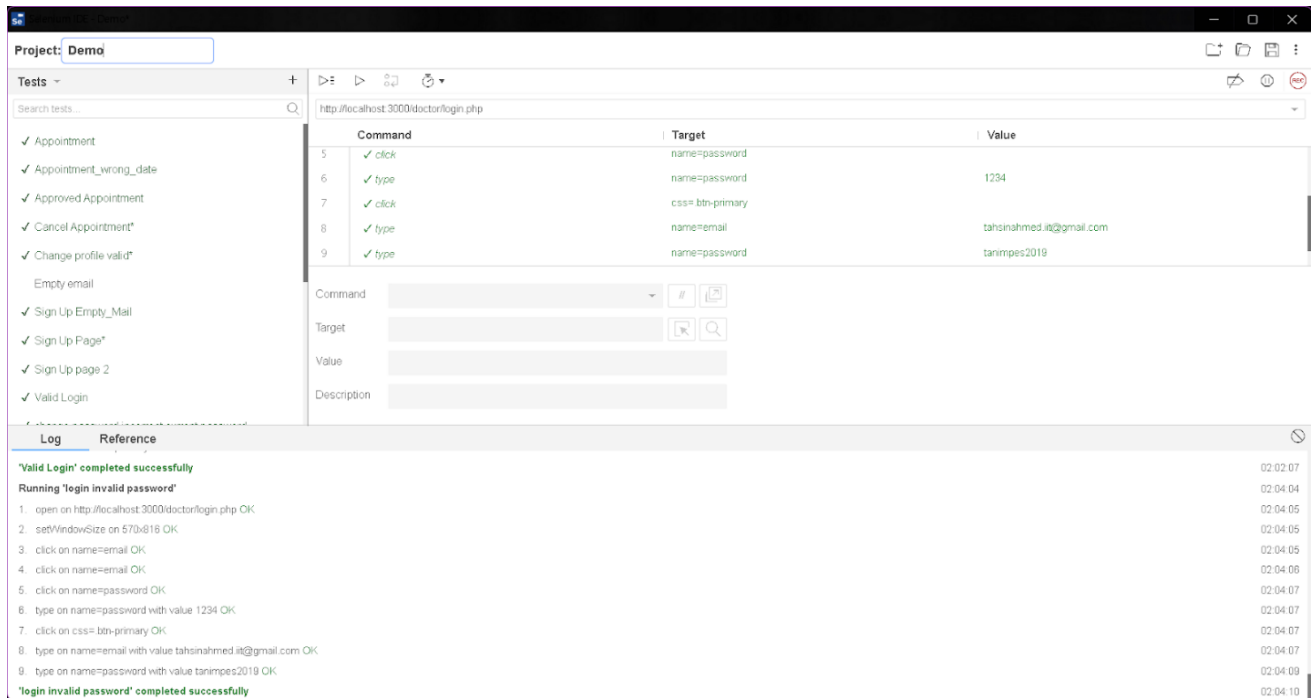 Selenium IDE - Demo*
Project: Demo
Tests
Search tests...
✓ Appointment
✓ Appointment_wrong_date
✓ Approved Appointment
✓ Cancel Appointment*
✓ Change profile valid*
Empty email
✓ Sign Up Empty_Mail
✓ Sign Up Page*
✓ Sign Up page 2
✓ Valid Login
REC
http://localhost:3000/doctor/login.php
Command Target Value
5 ✓ click name=password
6 ✓ type name=password 1234
7 ✓ click css=.btn-primary
8 ✓ type name=email tahsinahmed.iit@gmail.com
9 ✓ type name=password tanimpes2019
Command //
Target
Value
Description
Log Reference
'Valid Login' completed successfully 02:02:07
Running 'login invalid password' 02:04:04
1. open on http://localhost:3000/doctor/login.php OK 02:04:05
2. setWindowSize on 570x816 OK 02:04:05
3. click on name=email OK 02:04:05
4. click on name=email OK 02:04:06
5. click on name=password OK 02:04:07
6. type on name=password with value 1234 OK 02:04:07
7. click on css=.btn-primary OK 02:04:07
8. type on name=email with value tahsinahmed.iit@gmail.com OK 02:04:07
9. type on name=password with value tanimpes2019 OK 02:04:09
'login invalid password' completed successfully 02:04:10